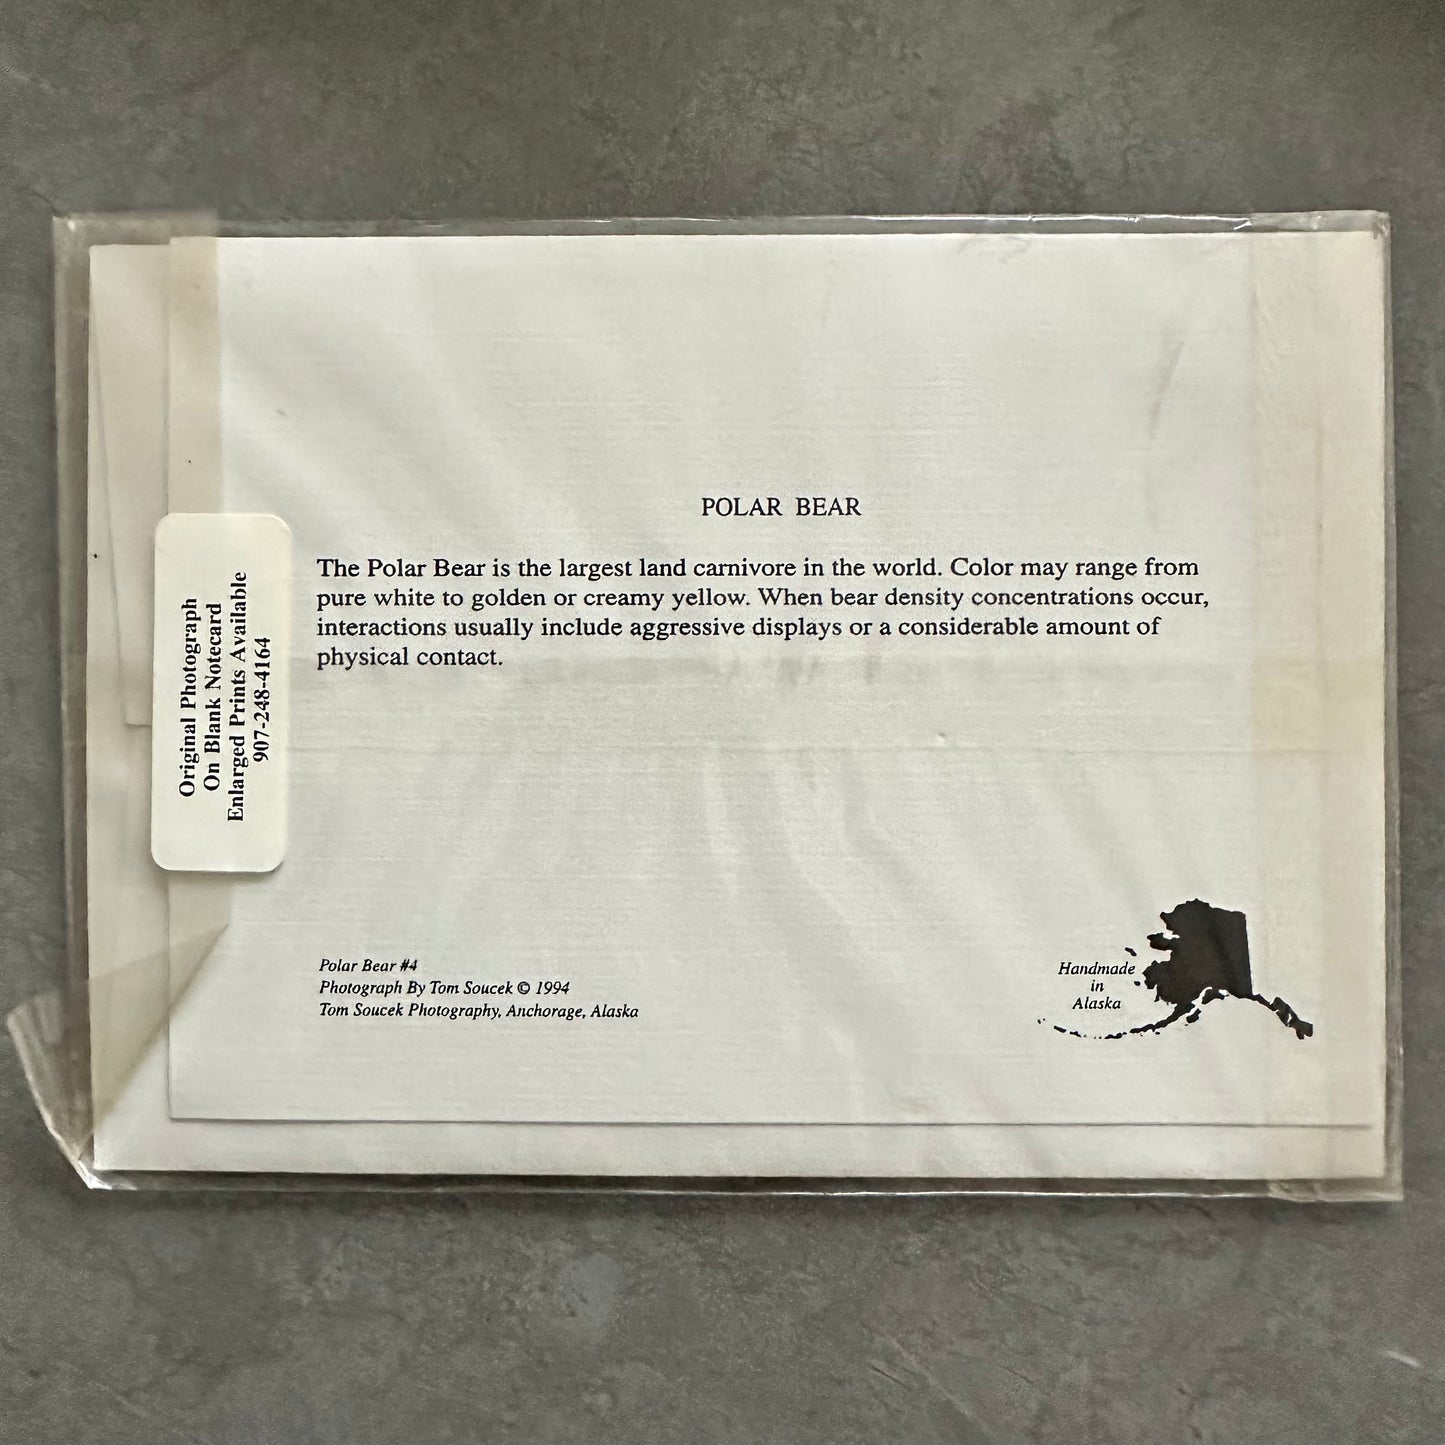 POLAR BEAR
The Polar Bear is the largest land carnivore in the world. Color may range from
pure white to golden or creamy yellow. When bear density concentrations occur,
interactions usually include aggressive displays or a considerable amount of
physical contact.
Original Photograph
On Blank Notecard
Enlarged Prints Available
907-248-4164
Polar Bear #4
Photograph By Tom Soucek © 1994
Tom Soucek Photography, Anchorage, Alaska
Handmade
in
Alaska